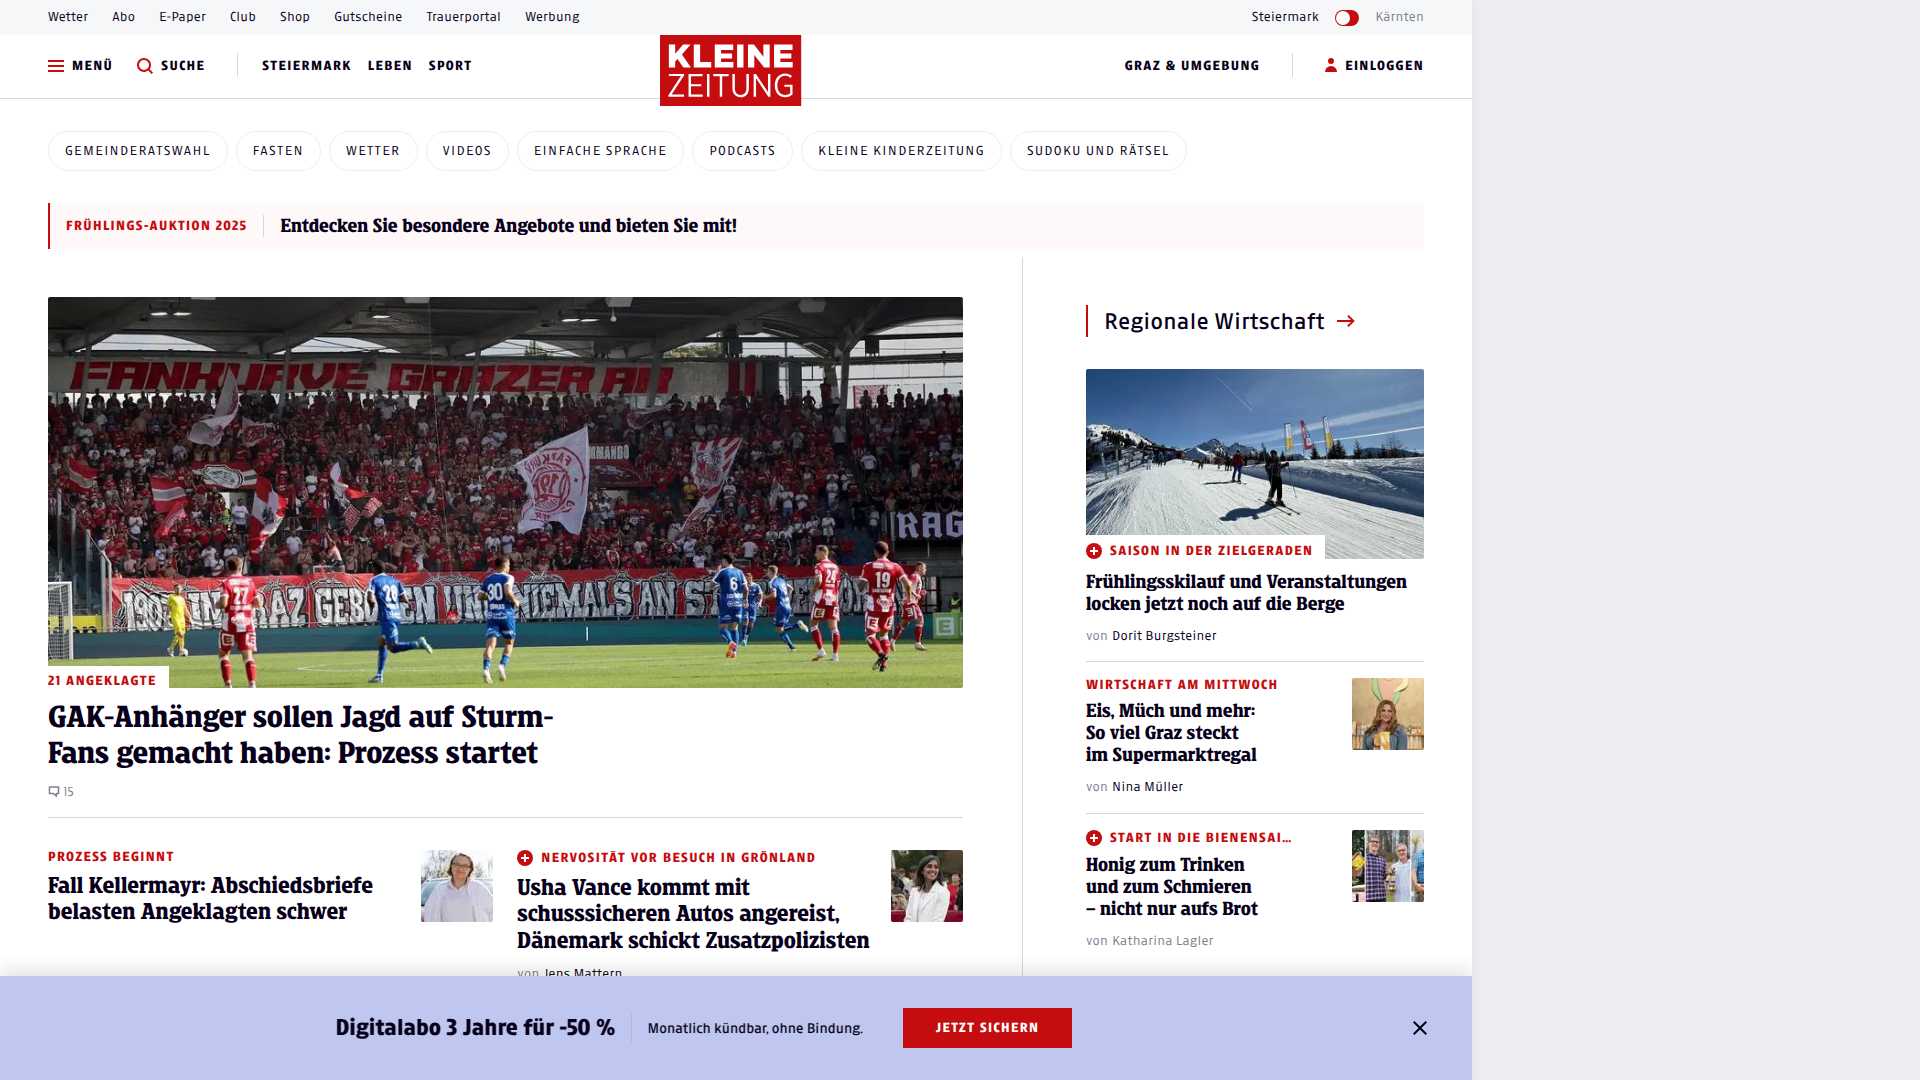 Wetter Abo E-Paper Club Shop Gutscheine Trauerportal Werbung Steiermark Kärnten
MENÜ SUCHE STEIERMARK LEBEN SPORT KLEINE ZEITUNG GRAZ & UMGEBUNG EINLOGGEN
GEMEINDERATSWAHL FASTEN WETTER VIDEOS EINFACHE SPRACHE PODCASTS KLEINE KINDERZEITUNG SUDOKU UND RÄTSEL
FRÜHLINGS-AUKTION 2025 Entdecken Sie besondere Angebote und bieten Sie mit!
FANKURVE GRAZER AK
21 ANGEKLAGTE
GAK-Anhänger sollen Jagd auf Sturm-
Fans gemacht haben: Prozess startet
15
PROZESS BEGINNT
Fall Kellermayr: Abschiedsbriefe
belasten Angeklagten schwer
NERVOSITÄT VOR BESUCH IN GRÖNLAND
Usha Vance kommt mit
schusssicheren Autos angereist,
Dänemark schickt Zusatzpolizisten
von Jens Mattern
Regionale Wirtschaft
SAISON IN DER ZIELGERADEN
Frühlingsskilauf und Veranstaltungen
locken jetzt noch auf die Berge
von Dorit Burgsteiner
WIRTSCHAFT AM MITTWOCH
Eis, Müch und mehr:
So viel Graz steckt
im Supermarktregal
von Nina Müller
START IN DIE BIENENSAI...
Honig zum Trinken
und zum Schmieren
– nicht nur aufs Brot
von Katharina Lagler
Digitalabo 3 Jahre für -50 % Monatlich kündbar, ohne Bindung. JETZT SICHERN